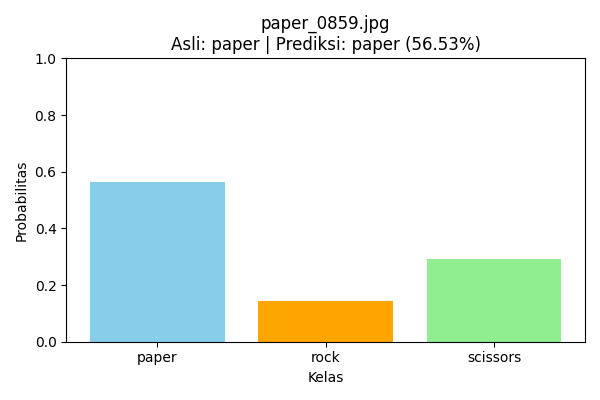 paper_0859.jpg
Asli: paper | Prediksi: paper (56.53%)
1.0
0.8
0.6
0.4
0.2
0.0
Probabilitas
paper rock scissors
Kelas